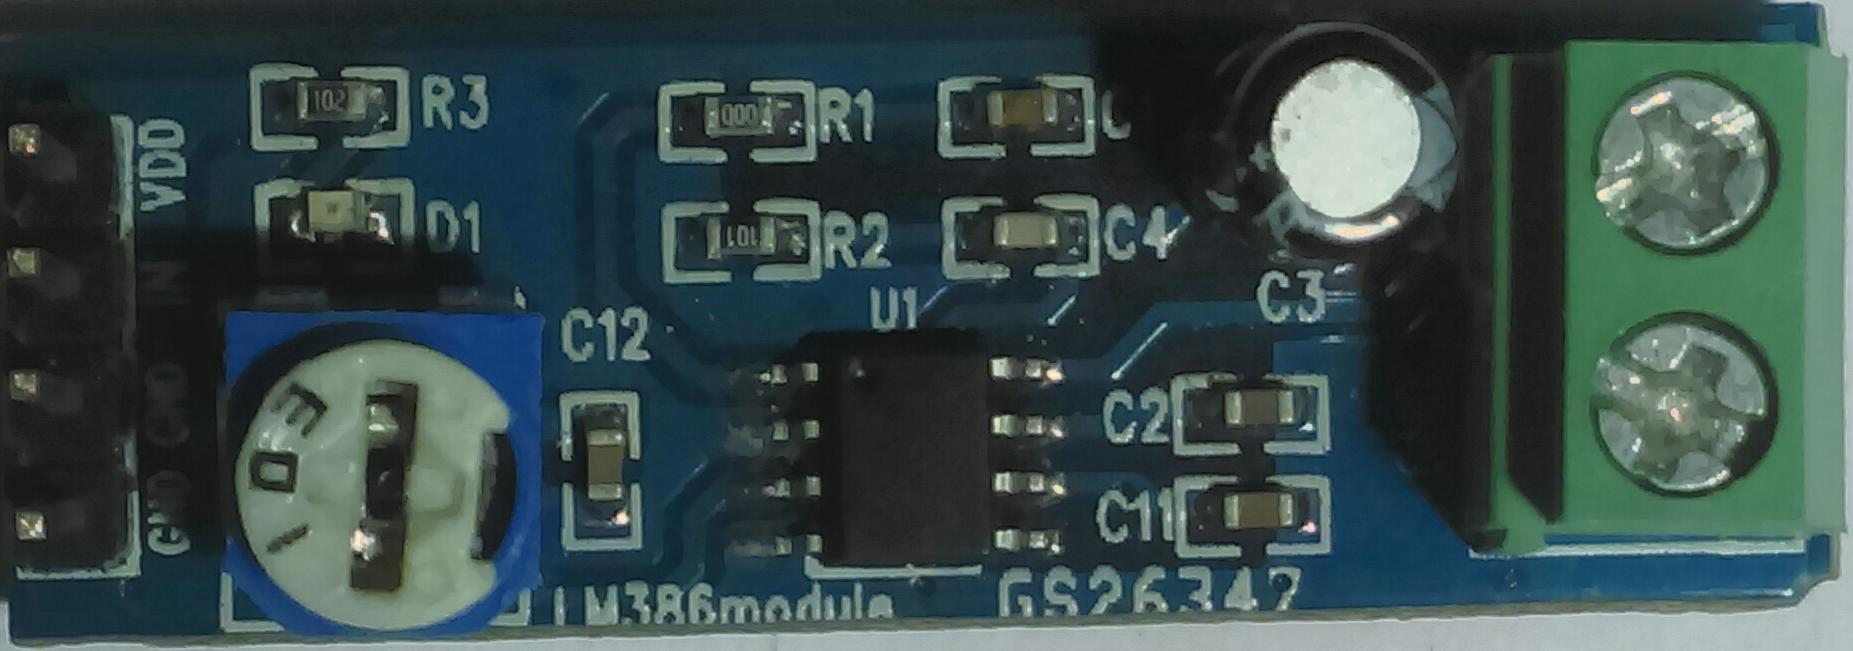 102
R3
000
R1
VDD
D1
101
R2
C4
IN
U1
C3
C12
GND
C2
GND
C11
LM386module
GS26347